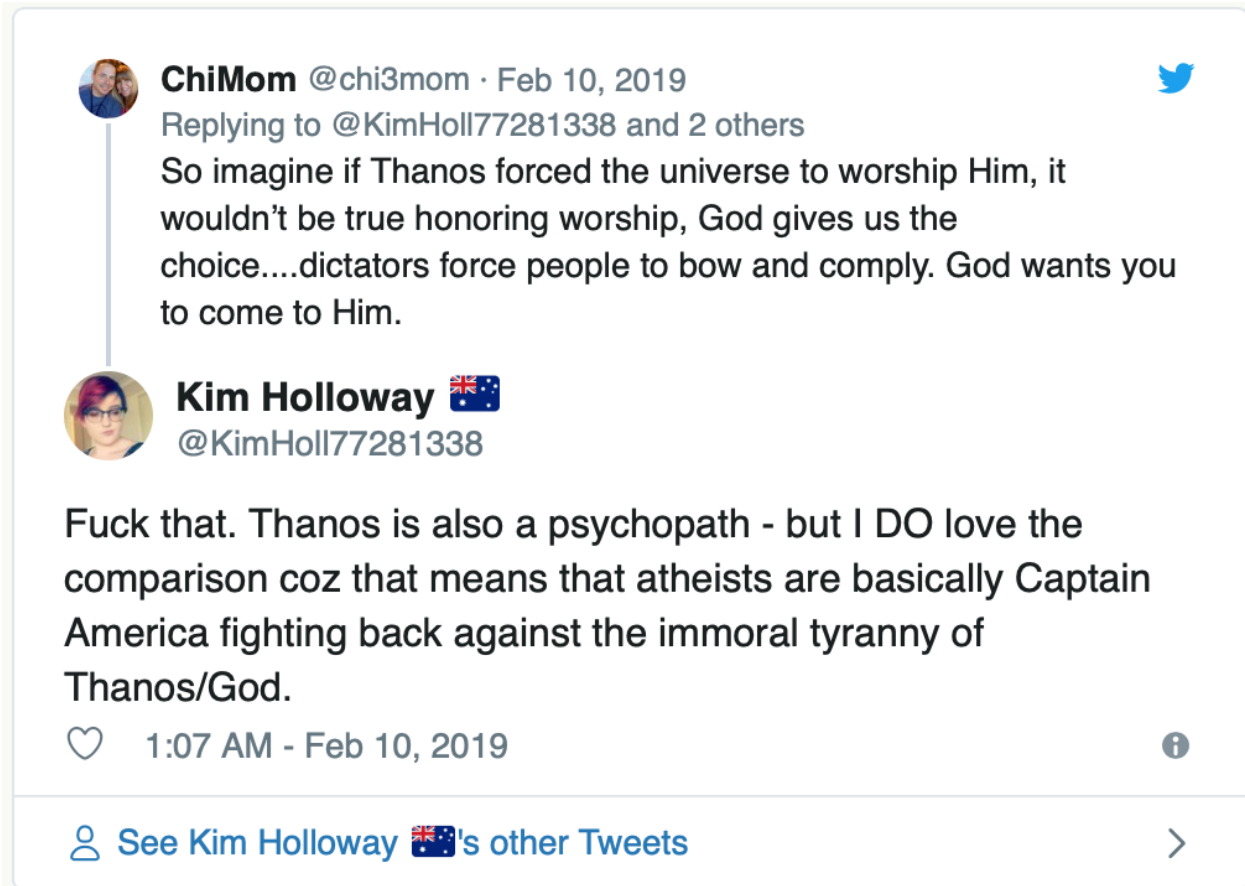 ChiMom @chi3mom · Feb 10, 2019
Replying to @KimHoll77281338 and 2 others
So imagine if Thanos forced the universe to worship Him, it
wouldn’t be true honoring worship, God gives us the
choice....dictators force people to bow and comply. God wants you
to come to Him.
Kim Holloway 🇦🇺
@KimHoll77281338
Fuck that. Thanos is also a psychopath - but I DO love the
comparison coz that means that atheists are basically Captain
America fighting back against the immoral tyranny of
Thanos/God.
1:07 AM - Feb 10, 2019
See Kim Holloway 🇦🇺's other Tweets